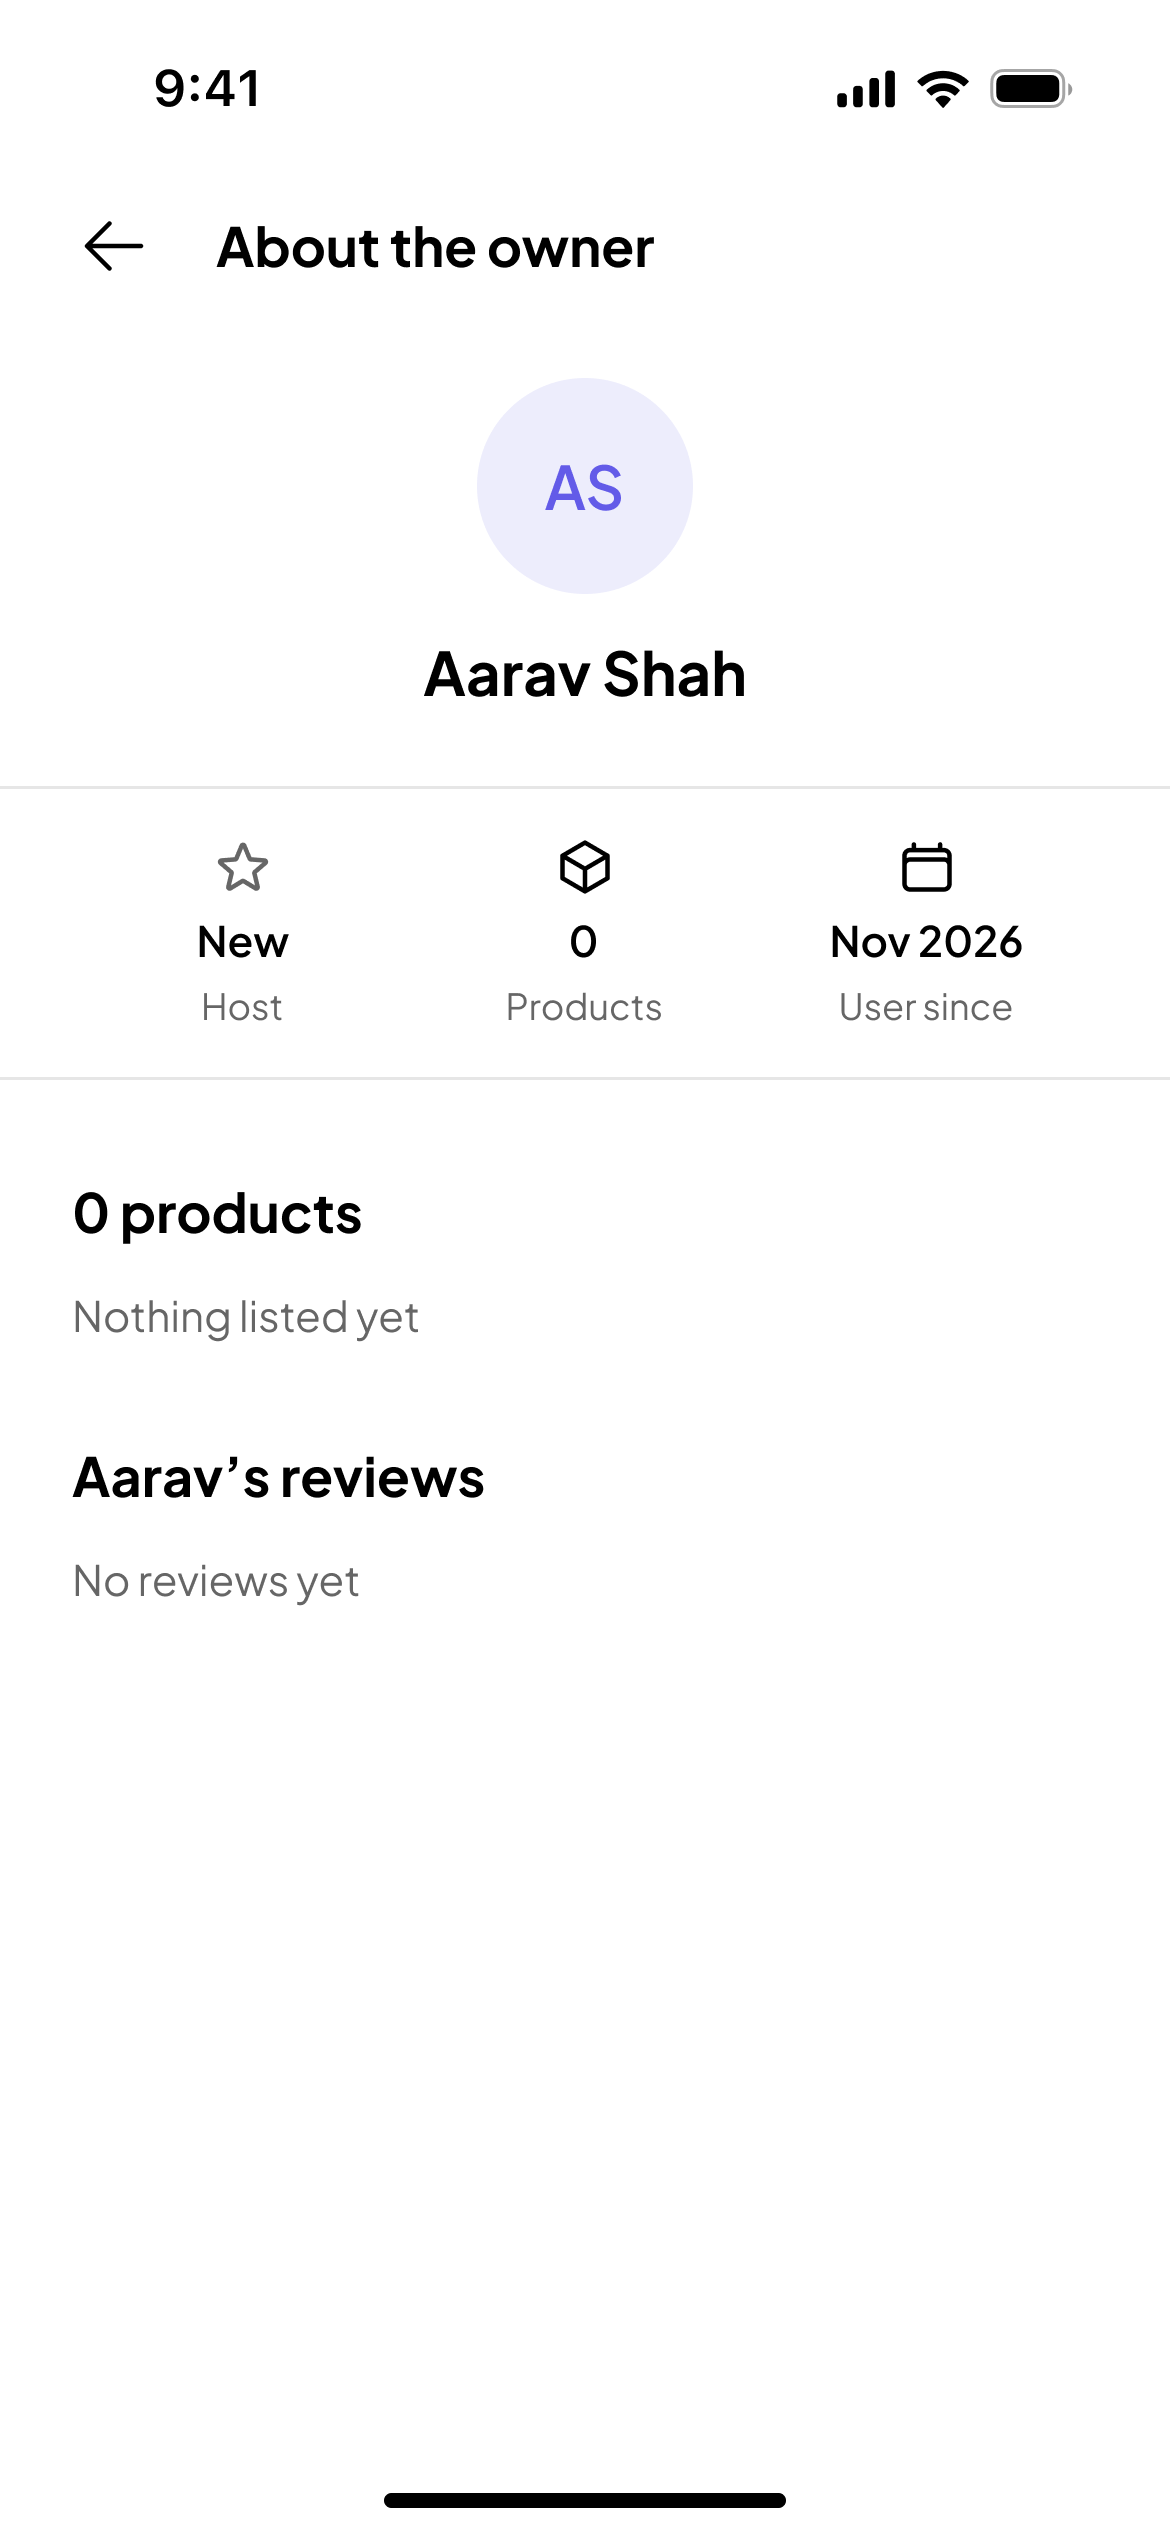 9:41
About the owner
AS
Aarav Shah
New
Host
0
Products
Nov 2026
User since
0 products
Nothing listed yet
Aarav’s reviews
No reviews yet